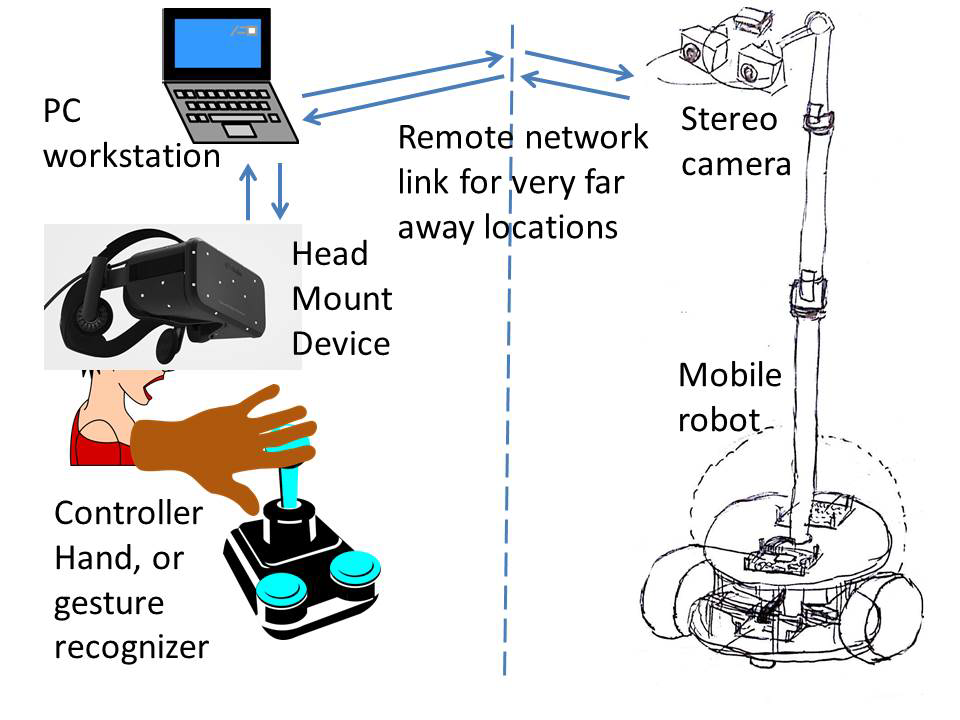 PC
workstation
Remote network
link for very far
away locations
Stereo
camera
Head
Mount
Device
Mobile
robot
Controller
Hand, or
gesture
recognizer